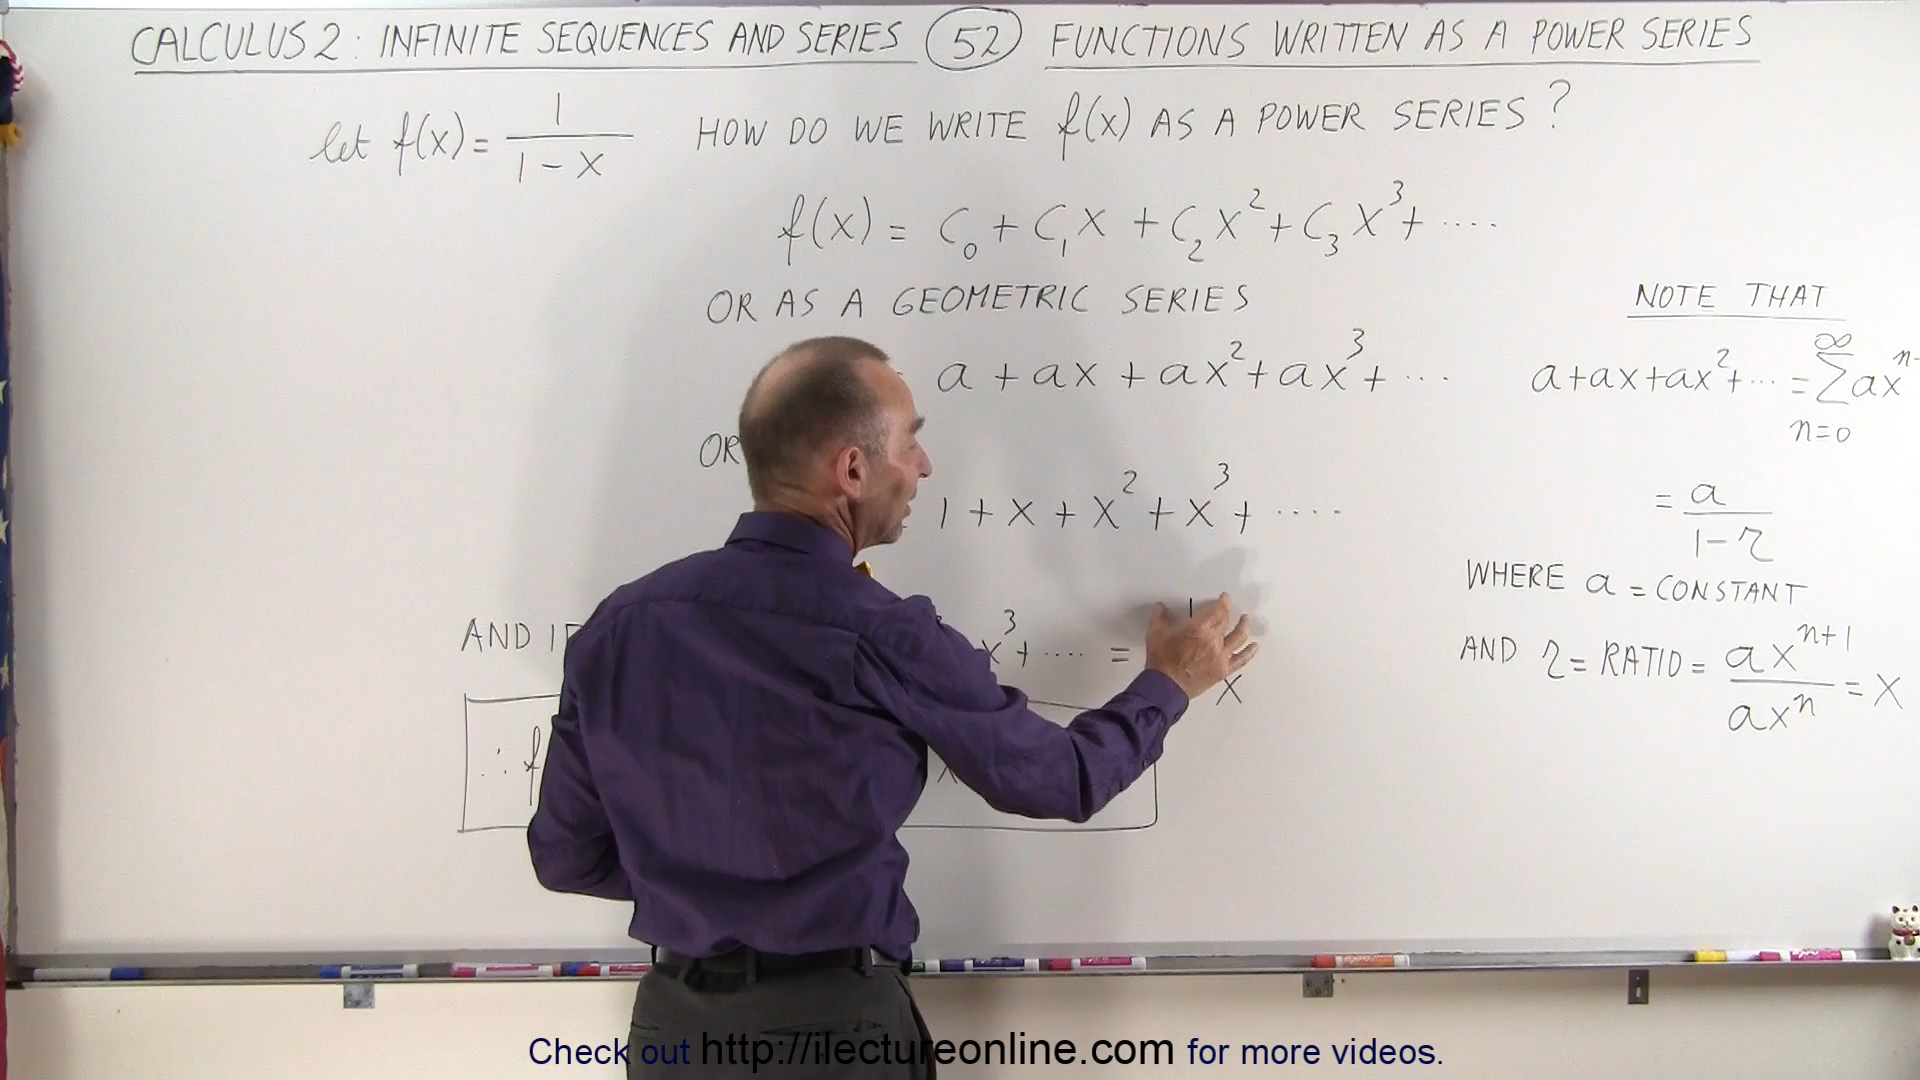 CALCULUS 2: INFINITE SEQUENCES AND SERIES 52 FUNCTIONS WRITTEN AS A POWER SERIES
let f(x) = 1/(1 - x) HOW DO WE WRITE f(x) AS A POWER SERIES?
f(x) = C₀ + C₁x + C₂x² + C₃x³ + ····
OR AS A GEOMETRIC SERIES
a + ax + ax² + ax³ + ···
OR
1 + x + x² + x³ + ····
AND
x³ + ···· =
x
∴ f
NOTE THAT
a + ax + ax² + ··· = ∑ ax
∞
n=0
= a/(1 - r)
WHERE a = CONSTANT
AND r = RATIO = axⁿ⁺¹/axⁿ = x
Check out http://ilectureonline.com for more videos.